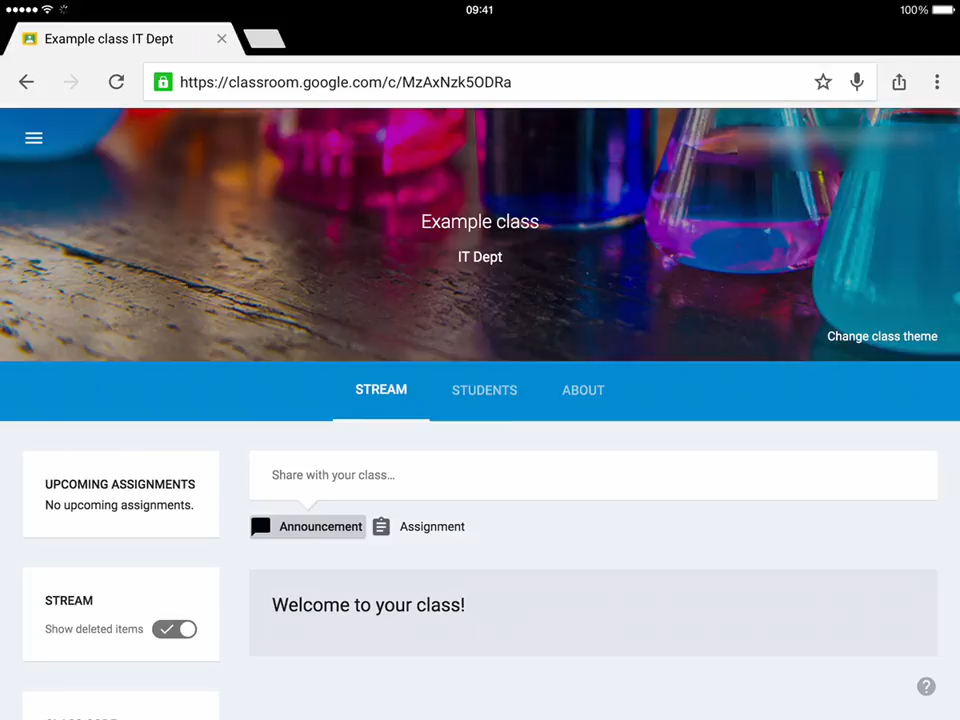 09:41
100%
Example class IT Dept
https://classroom.google.com/c/MzAxNzk5ODRa
Example class
IT Dept
Change class theme
STREAM
STUDENTS
ABOUT
UPCOMING ASSIGNMENTS
No upcoming assignments.
Share with your class...
Announcement
Assignment
STREAM
Show deleted items
Welcome to your class!
?